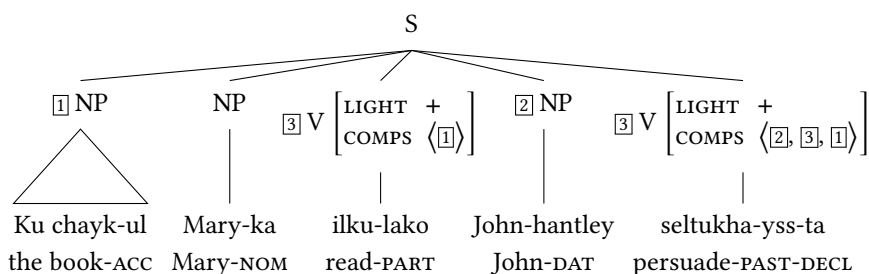 S
1 NP NP 3 V [LIGHT + COMPS ⟨1⟩] 2 NP 3 V [LIGHT + COMPS ⟨2, 3, 1⟩]
Ku chayk-ul Mary-ka ilku-lako John-hantley seltukha-yss-ta
the book-ACC Mary-NOM read-PART John-DAT persuade-PAST-DECL